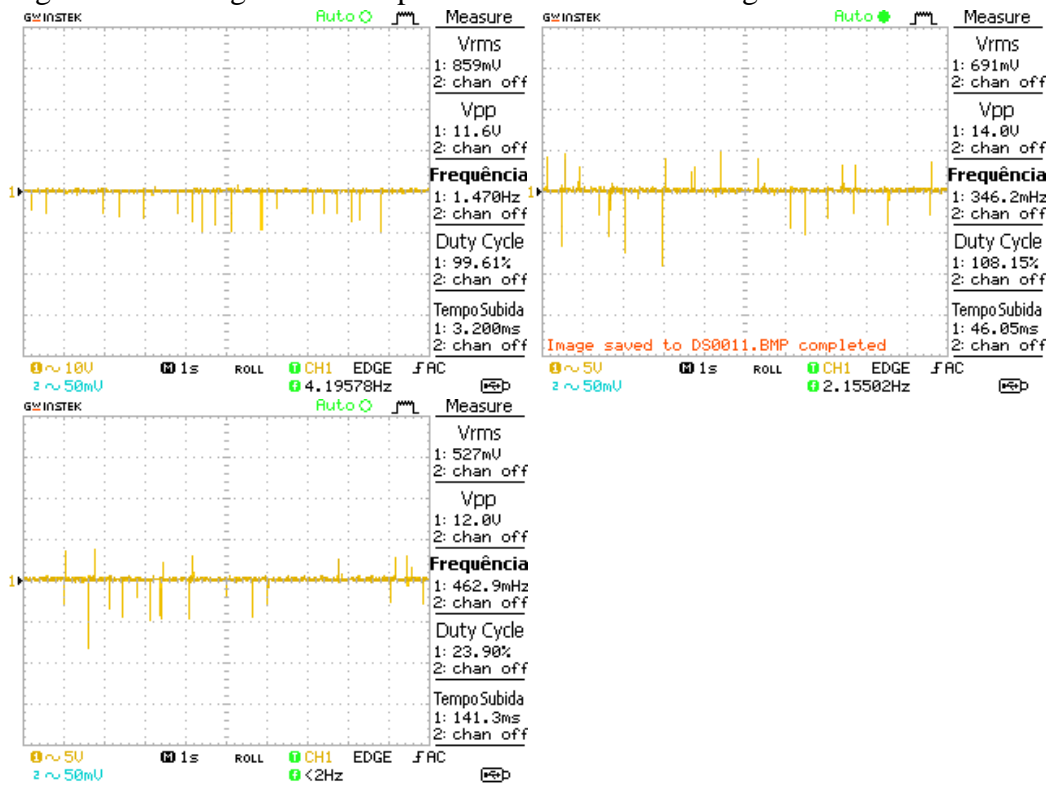 GW INSTEK Auto Measure
Vrms
1: 859mV
2: chan off
Vpp
1: 11.6V
2: chan off
Frequência
1: 1.470Hz
2: chan off
Duty Cycle
1: 99.61%
2: chan off
Tempo Subida
1: 3.200ms
2: chan off
1
1 ~ 10V M 1s ROLL T CH1 EDGE AC
2 ~ 50mV f 4.19578Hz
GW INSTEK Auto Measure
Vrms
1: 691mV
2: chan off
Vpp
1: 14.0V
2: chan off
Frequência
1: 346.2mHz
2: chan off
Duty Cycle
1: 108.15%
2: chan off
Tempo Subida
1: 46.05ms
2: chan off
1
Image saved to DS0011.BMP completed
1 ~ 5V M 1s ROLL T CH1 EDGE AC
2 ~ 50mV f 2.15502Hz
GW INSTEK Auto Measure
Vrms
1: 527mV
2: chan off
Vpp
1: 12.0V
2: chan off
Frequência
1: 462.9mHz
2: chan off
Duty Cycle
1: 23.90%
2: chan off
Tempo Subida
1: 141.3ms
2: chan off
1
1 ~ 5V M 1s ROLL T CH1 EDGE AC
2 ~ 50mV f <2Hz